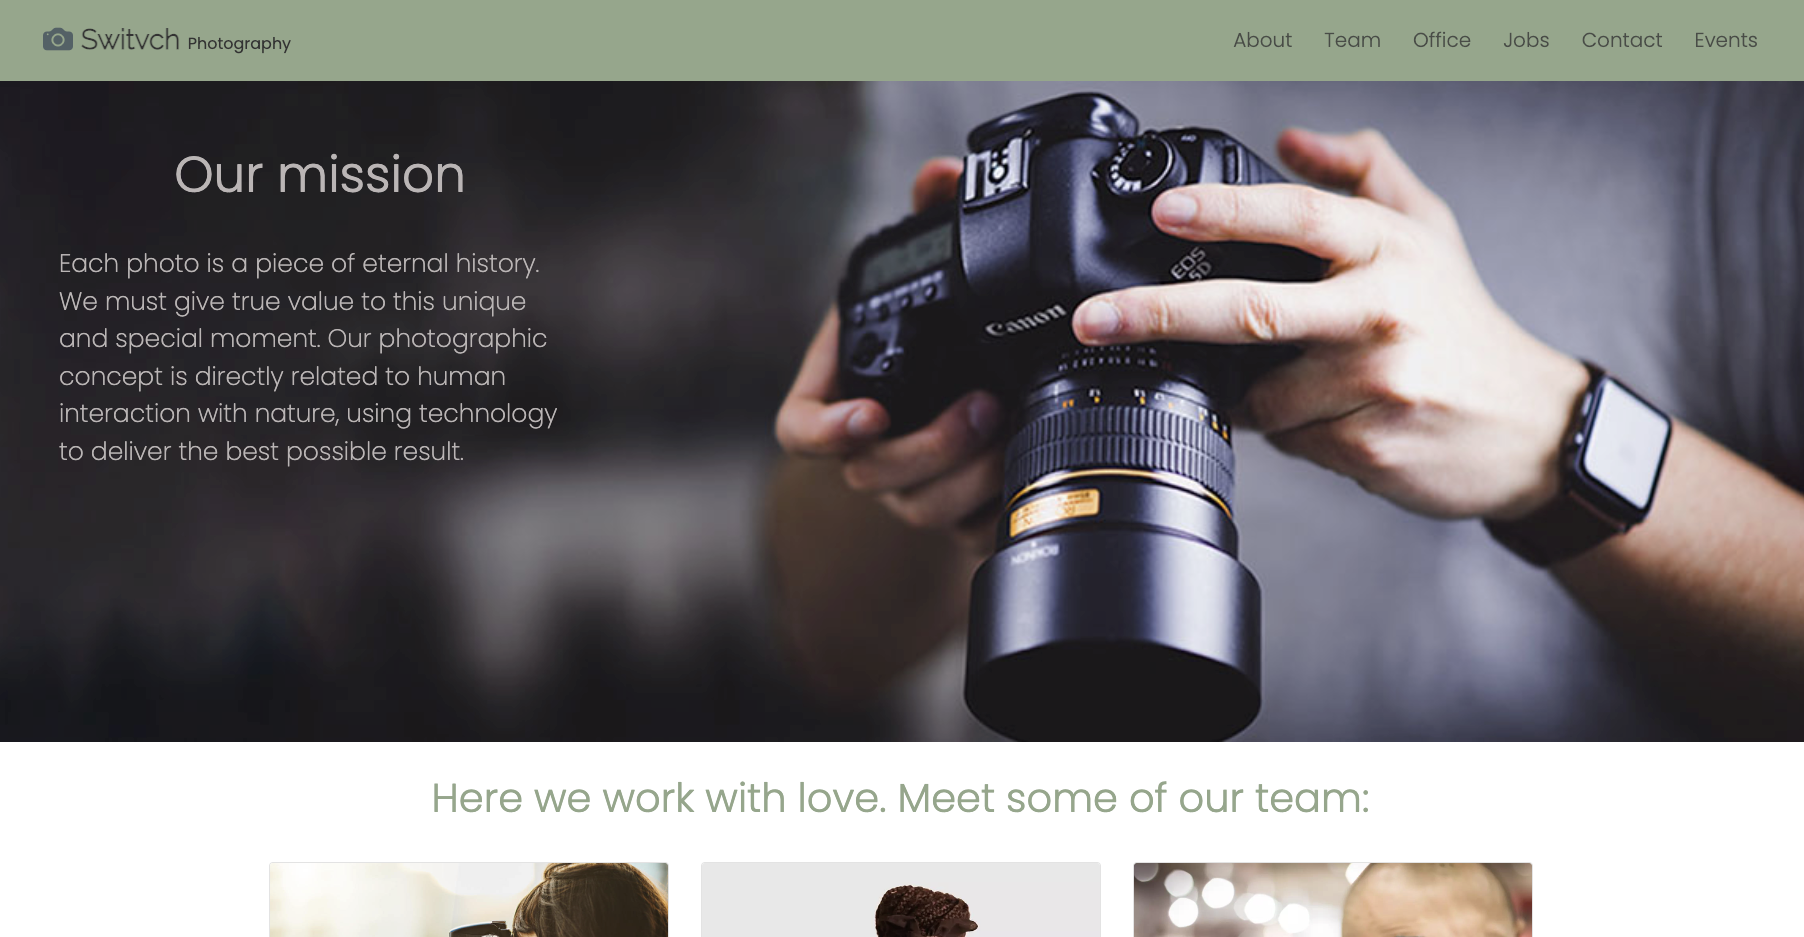 Switvch Photography
About Team Office Jobs Contact Events
Our mission
Each photo is a piece of eternal history.
We must give true value to this unique
and special moment. Our photographic
concept is directly related to human
interaction with nature, using technology
to deliver the best possible result.
EOS
5D
Canon
ROKINON
Here we work with love. Meet some of our team: